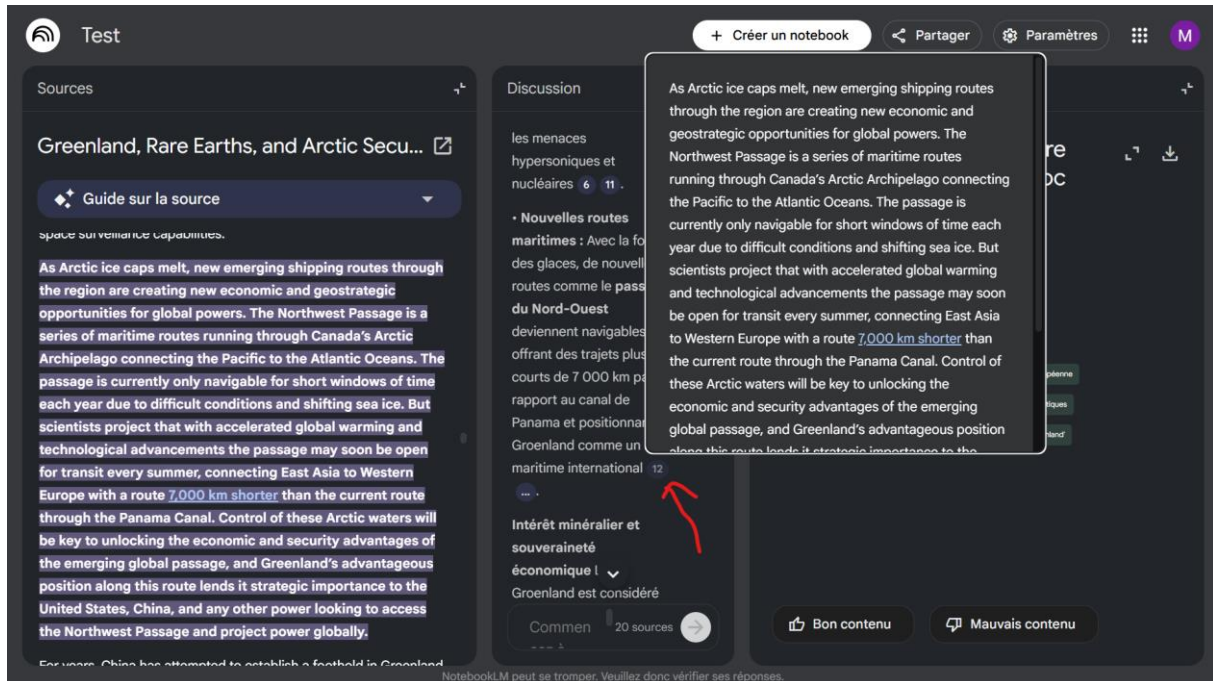 Test
+ Créer un notebook
Partager
Paramètres
M
Sources
Greenland, Rare Earths, and Arctic Secu...
Guide sur la source
space surveillance capabilities.
As Arctic ice caps melt, new emerging shipping routes through
the region are creating new economic and geostrategic
opportunities for global powers. The Northwest Passage is a
series of maritime routes running through Canada's Arctic
Archipelago connecting the Pacific to the Atlantic Oceans. The
passage is currently only navigable for short windows of time
each year due to difficult conditions and shifting sea ice. But
scientists project that with accelerated global warming and
technological advancements the passage may soon be open
for transit every summer, connecting East Asia to Western
Europe with a route 7,000 km shorter than the current route
through the Panama Canal. Control of these Arctic waters will
be key to unlocking the economic and security advantages of
the emerging global passage, and Greenland's advantageous
position along this route lends it strategic importance to the
United States, China, and any other power looking to access
the Northwest Passage and project power globally.
For years, China has attempted to establish a foothold in Greenland
Discussion
les menaces
hypersoniques et
nucléaires 6 11 .
• Nouvelles routes
maritimes : Avec la fo
des glaces, de nouvell
routes comme le pass
du Nord-Ouest
deviennent navigables
offrant des trajets plus
courts de 7 000 km pa
rapport au canal de
Panama et positionnar
Groenland comme un
maritime international 12
... .
Intérêt minéralier et
souveraineté
économique L
Groenland est considéré
Commen
20 sources
As Arctic ice caps melt, new emerging shipping routes
through the region are creating new economic and
geostrategic opportunities for global powers. The
Northwest Passage is a series of maritime routes
running through Canada's Arctic Archipelago connecting
the Pacific to the Atlantic Oceans. The passage is
currently only navigable for short windows of time each
year due to difficult conditions and shifting sea ice. But
scientists project that with accelerated global warming
and technological advancements the passage may soon
be open for transit every summer, connecting East Asia
to Western Europe with a route 7,000 km shorter than
the current route through the Panama Canal. Control of
these Arctic waters will be key to unlocking the
economic and security advantages of the emerging
global passage, and Greenland's advantageous position
along this route lends it strategic importance to the
re
oc
péenne
tiques
nland'
Bon contenu
Mauvais contenu
NotebookLM peut se tromper. Veuillez donc vérifier ses réponses.